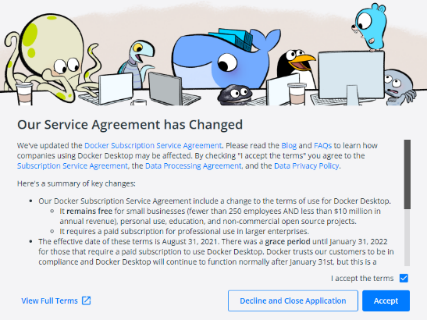 Our Service Agreement has Changed
We've updated the Docker Subscription Service Agreement. Please read the Blog and FAQs to learn how
companies using Docker Desktop may be affected. By checking "I accept the terms" you agree to the
Subscription Service Agreement, the Data Processing Agreement, and the Data Privacy Policy.
Here's a summary of key changes:
• Our Docker Subscription Service Agreement include a change to the terms of use for Docker Desktop.
◦ It remains free for small businesses (fewer than 250 employees AND less than $10 million in
annual revenue), personal use, education, and non-commercial open source projects.
◦ It requires a paid subscription for professional use in larger enterprises.
• The effective date of these terms is August 31, 2021. There was a grace period until January 31, 2022
for those that require a paid subscription to use Docker Desktop. Docker trusts our customers to be
in compliance and Docker Desktop will continue to function normally after January 31st, but this is a
I accept the terms
View Full Terms
Decline and Close Application
Accept